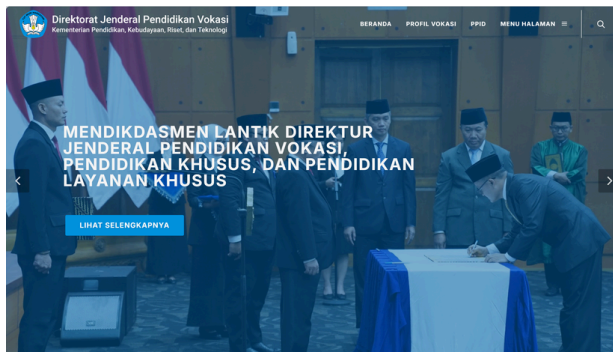 Direktorat Jenderal Pendidikan Vokasi
Kementerian Pendidikan, Kebudayaan, Riset, dan Teknologi
BERANDA
PROFIL VOKASI
PPID
MENU HALAMAN
MENDIKDASMEN LANTIK DIREKTUR
JENDERAL PENDIDIKAN VOKASI,
PENDIDIKAN KHUSUS, DAN PENDIDIKAN
LAYANAN KHUSUS
LIHAT SELENGKAPNYA